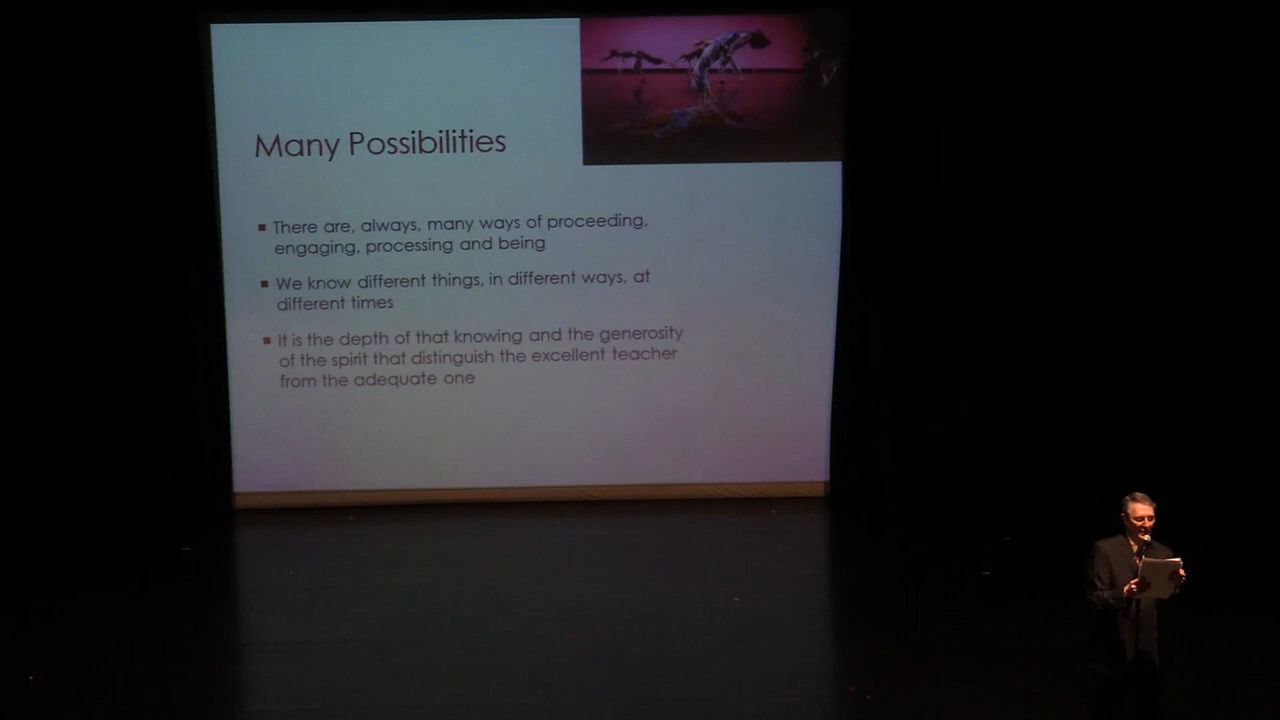 Many Possibilities
▪ There are, always, many ways of proceeding,
engaging, processing and being
▪ We know different things, in different ways, at
different times
▪ It is the depth of that knowing and the generosity
of the spirit that distinguish the excellent teacher
from the adequate one